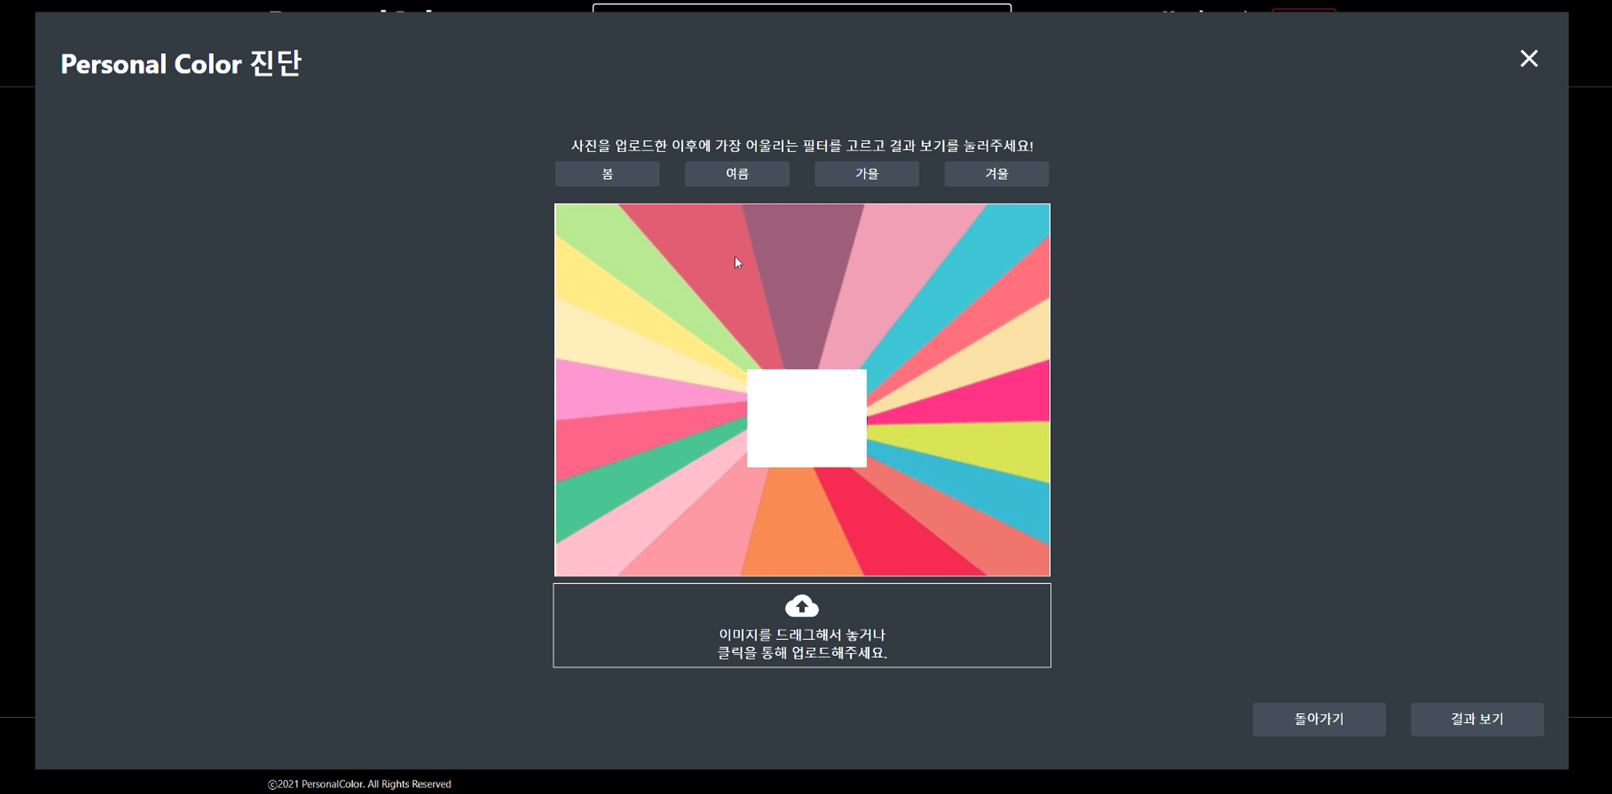 Personal Color 진단
사진을 업로드한 이후에 가장 어울리는 필터를 고르고 결과 보기를 눌러주세요!
봄
여름
가을
겨울
이미지를 드래그해서 놓거나
클릭을 통해 업로드해주세요.
돌아가기
결과 보기
©2021 PersonalColor. All Rights Reserved